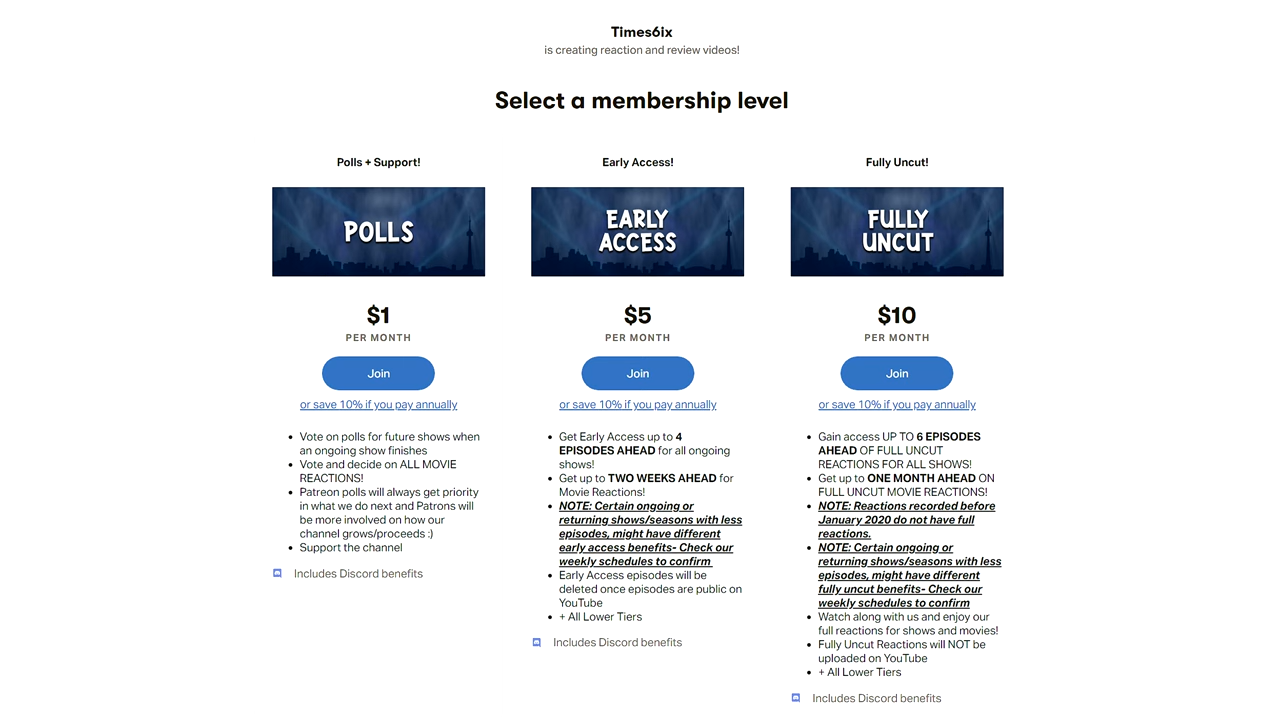 Times6ix
is creating reaction and review videos!
Select a membership level
Polls + Support!
POLLS
$1
PER MONTH
Join
or save 10% if you pay annually
• Vote on polls for future shows when
an ongoing show finishes
• Vote and decide on ALL MOVIE
REACTIONS!
• Patreon polls will always get priority
in what we do next and Patrons will
be more involved on how our
channel grows/proceeds :)
• Support the channel
Includes Discord benefits
Early Access!
EARLY
ACCESS
$5
PER MONTH
Join
or save 10% if you pay annually
• Get Early Access up to 4
EPISODES AHEAD for all ongoing
shows!
• Get up to TWO WEEKS AHEAD for
Movie Reactions!
• NOTE: Certain ongoing or
returning shows/seasons with less
episodes, might have different
early access benefits- Check our
weekly schedules to confirm
• Early Access episodes will be
deleted once episodes are public on
YouTube
• + All Lower Tiers
Includes Discord benefits
Fully Uncut!
FULLY
UNCUT
$10
PER MONTH
Join
or save 10% if you pay annually
• Gain access UP TO 6 EPISODES
AHEAD OF FULL UNCUT
REACTIONS FOR ALL SHOWS!
• Get up to ONE MONTH AHEAD ON
FULL UNCUT MOVIE REACTIONS!
• NOTE: Reactions recorded before
January 2020 do not have full
reactions.
• NOTE: Certain ongoing or
returning shows/seasons with less
episodes, might have different
fully uncut benefits- Check our
weekly schedules to confirm
• Watch along with us and enjoy our
full reactions for shows and movies!
• Fully Uncut Reactions will NOT be
uploaded on YouTube
• + All Lower Tiers
Includes Discord benefits